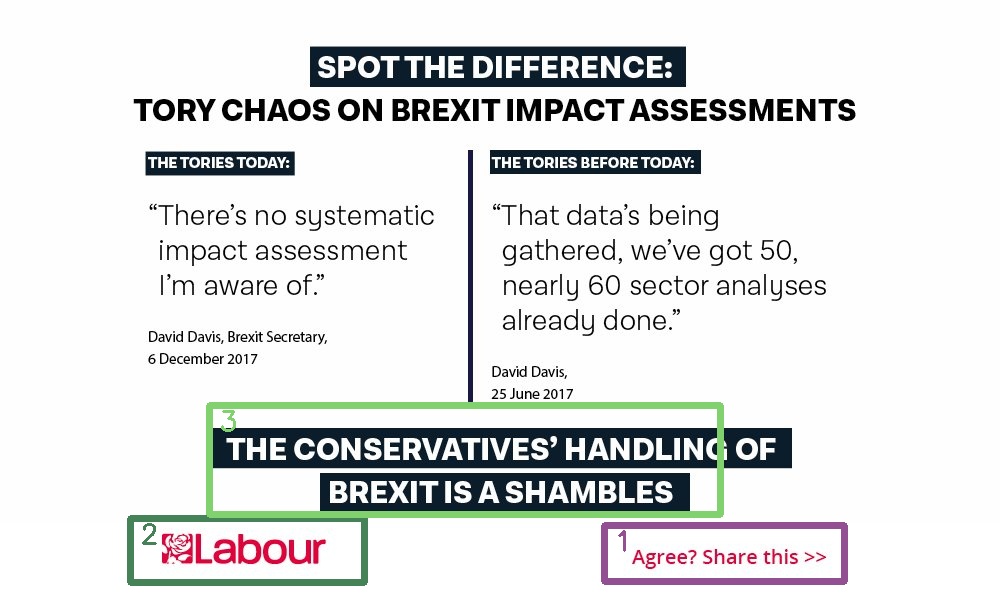 SPOT THE DIFFERENCE:
TORY CHAOS ON BREXIT IMPACT ASSESSMENTS
THE TORIES TODAY:
“There’s no systematic
impact assessment
I’m aware of.”
David Davis, Brexit Secretary,
6 December 2017
THE TORIES BEFORE TODAY:
“That data’s being
gathered, we’ve got 50,
nearly 60 sector analyses
already done.”
David Davis,
25 June 2017
3
THE CONSERVATIVES’ HANDLING OF
BREXIT IS A SHAMBLES
2
Labour
1
Agree? Share this >>